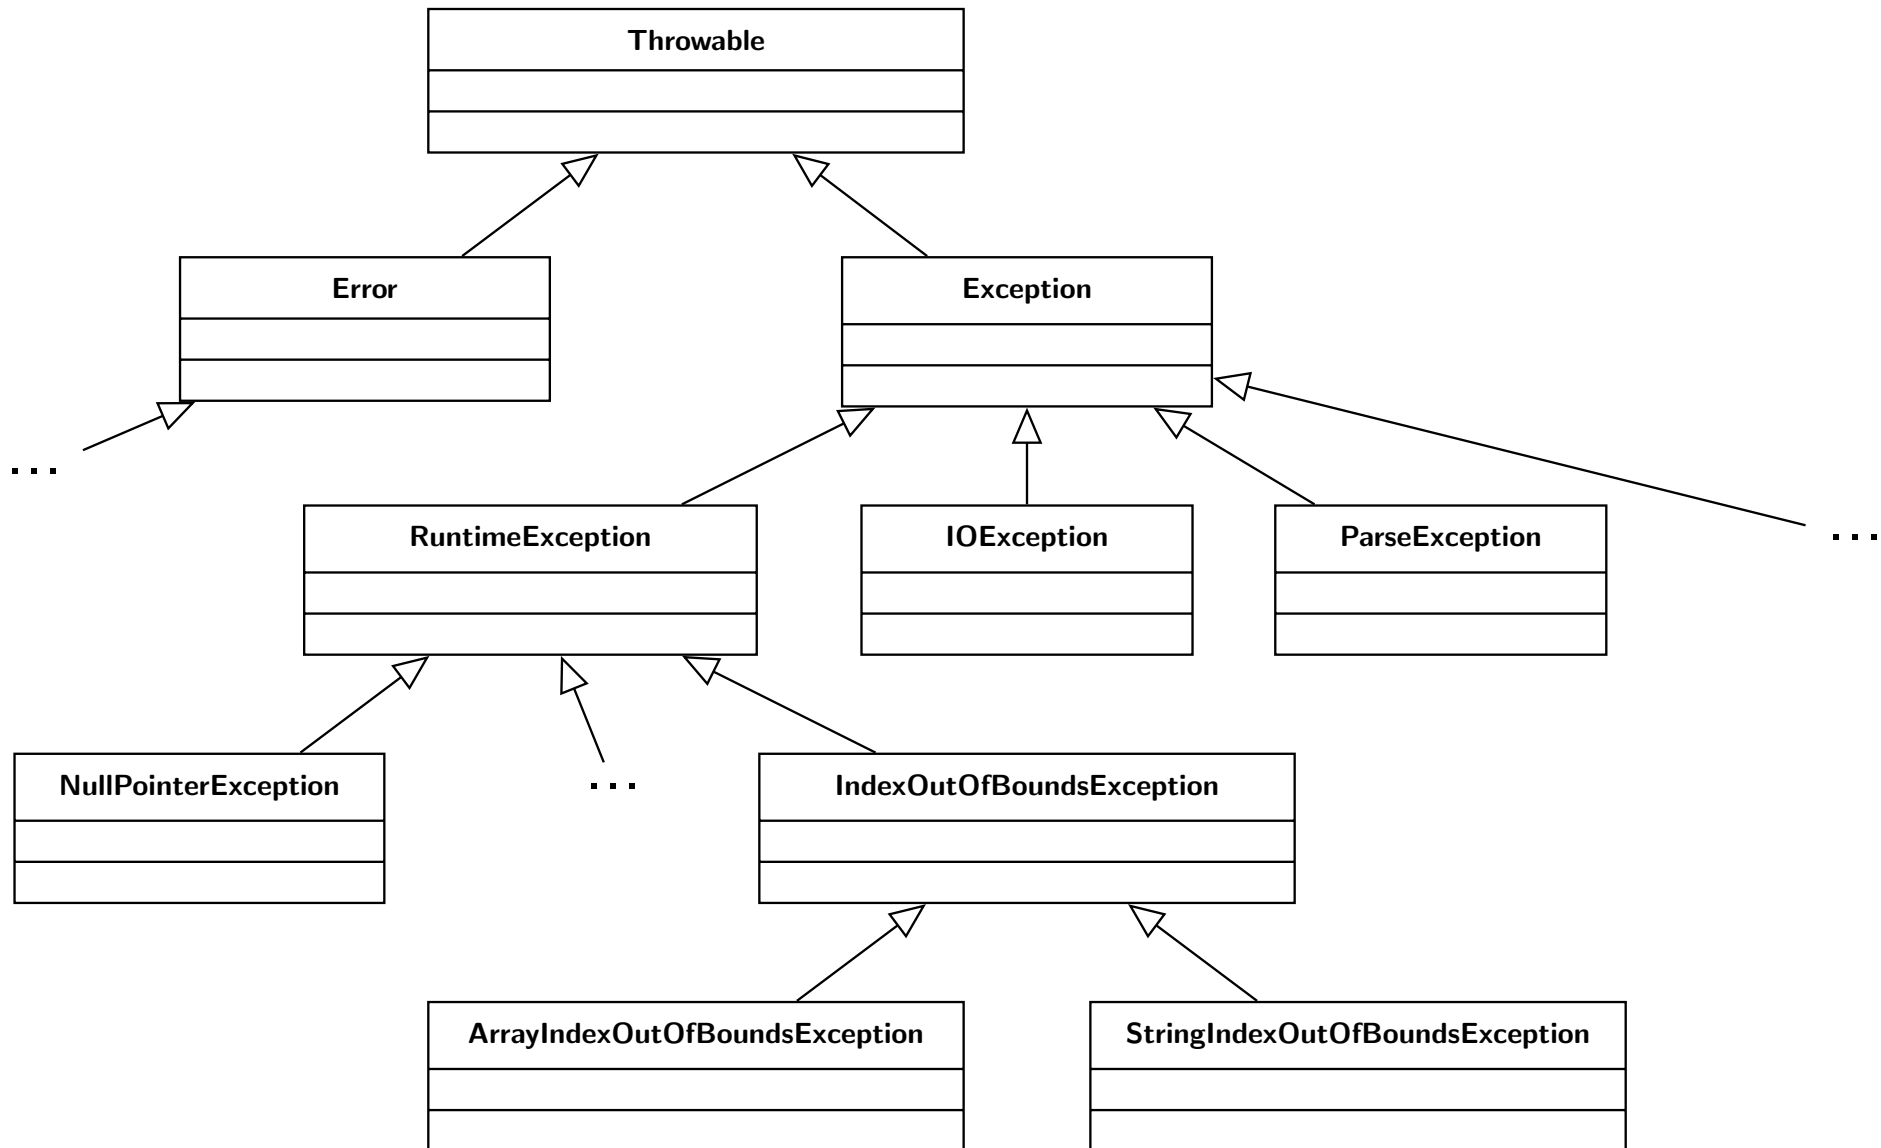 Throwable
Error
Exception
...
RuntimeException
IOException
ParseException
...
NullPointerException
...
IndexOutOfBoundsException
ArrayIndexOutOfBoundsException
StringIndexOutOfBoundsException